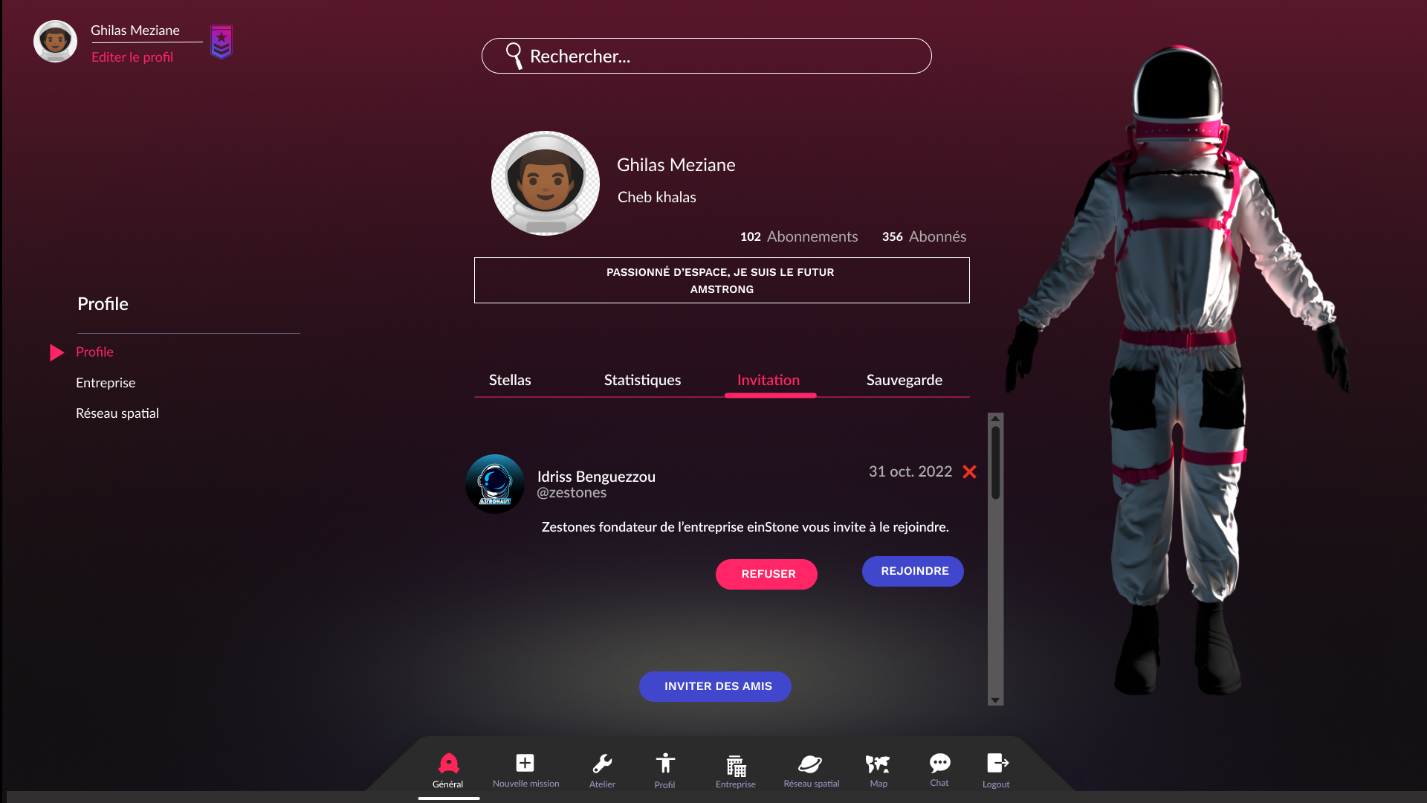 Ghilas Meziane
Editer le profil
Rechercher...
Ghilas Meziane
Cheb khalas
102 Abonnements 356 Abonnés
PASSIONNÉ D'ESPACE, JE SUIS LE FUTUR
AMSTRONG
Profile
Profile
Entreprise
Réseau spatial
Stellas Statistiques Invitation Sauvegarde
Idriss Benguezzou
@zestones
31 oct. 2022
ASTRONAUT
Zestones fondateur de l'entreprise einStone vous invite à le rejoindre.
REFUSER REJOINDRE
INVITER DES AMIS
Général Nouvelle mission Atelier Profil Entreprise Réseau spatial Map Chat Logout